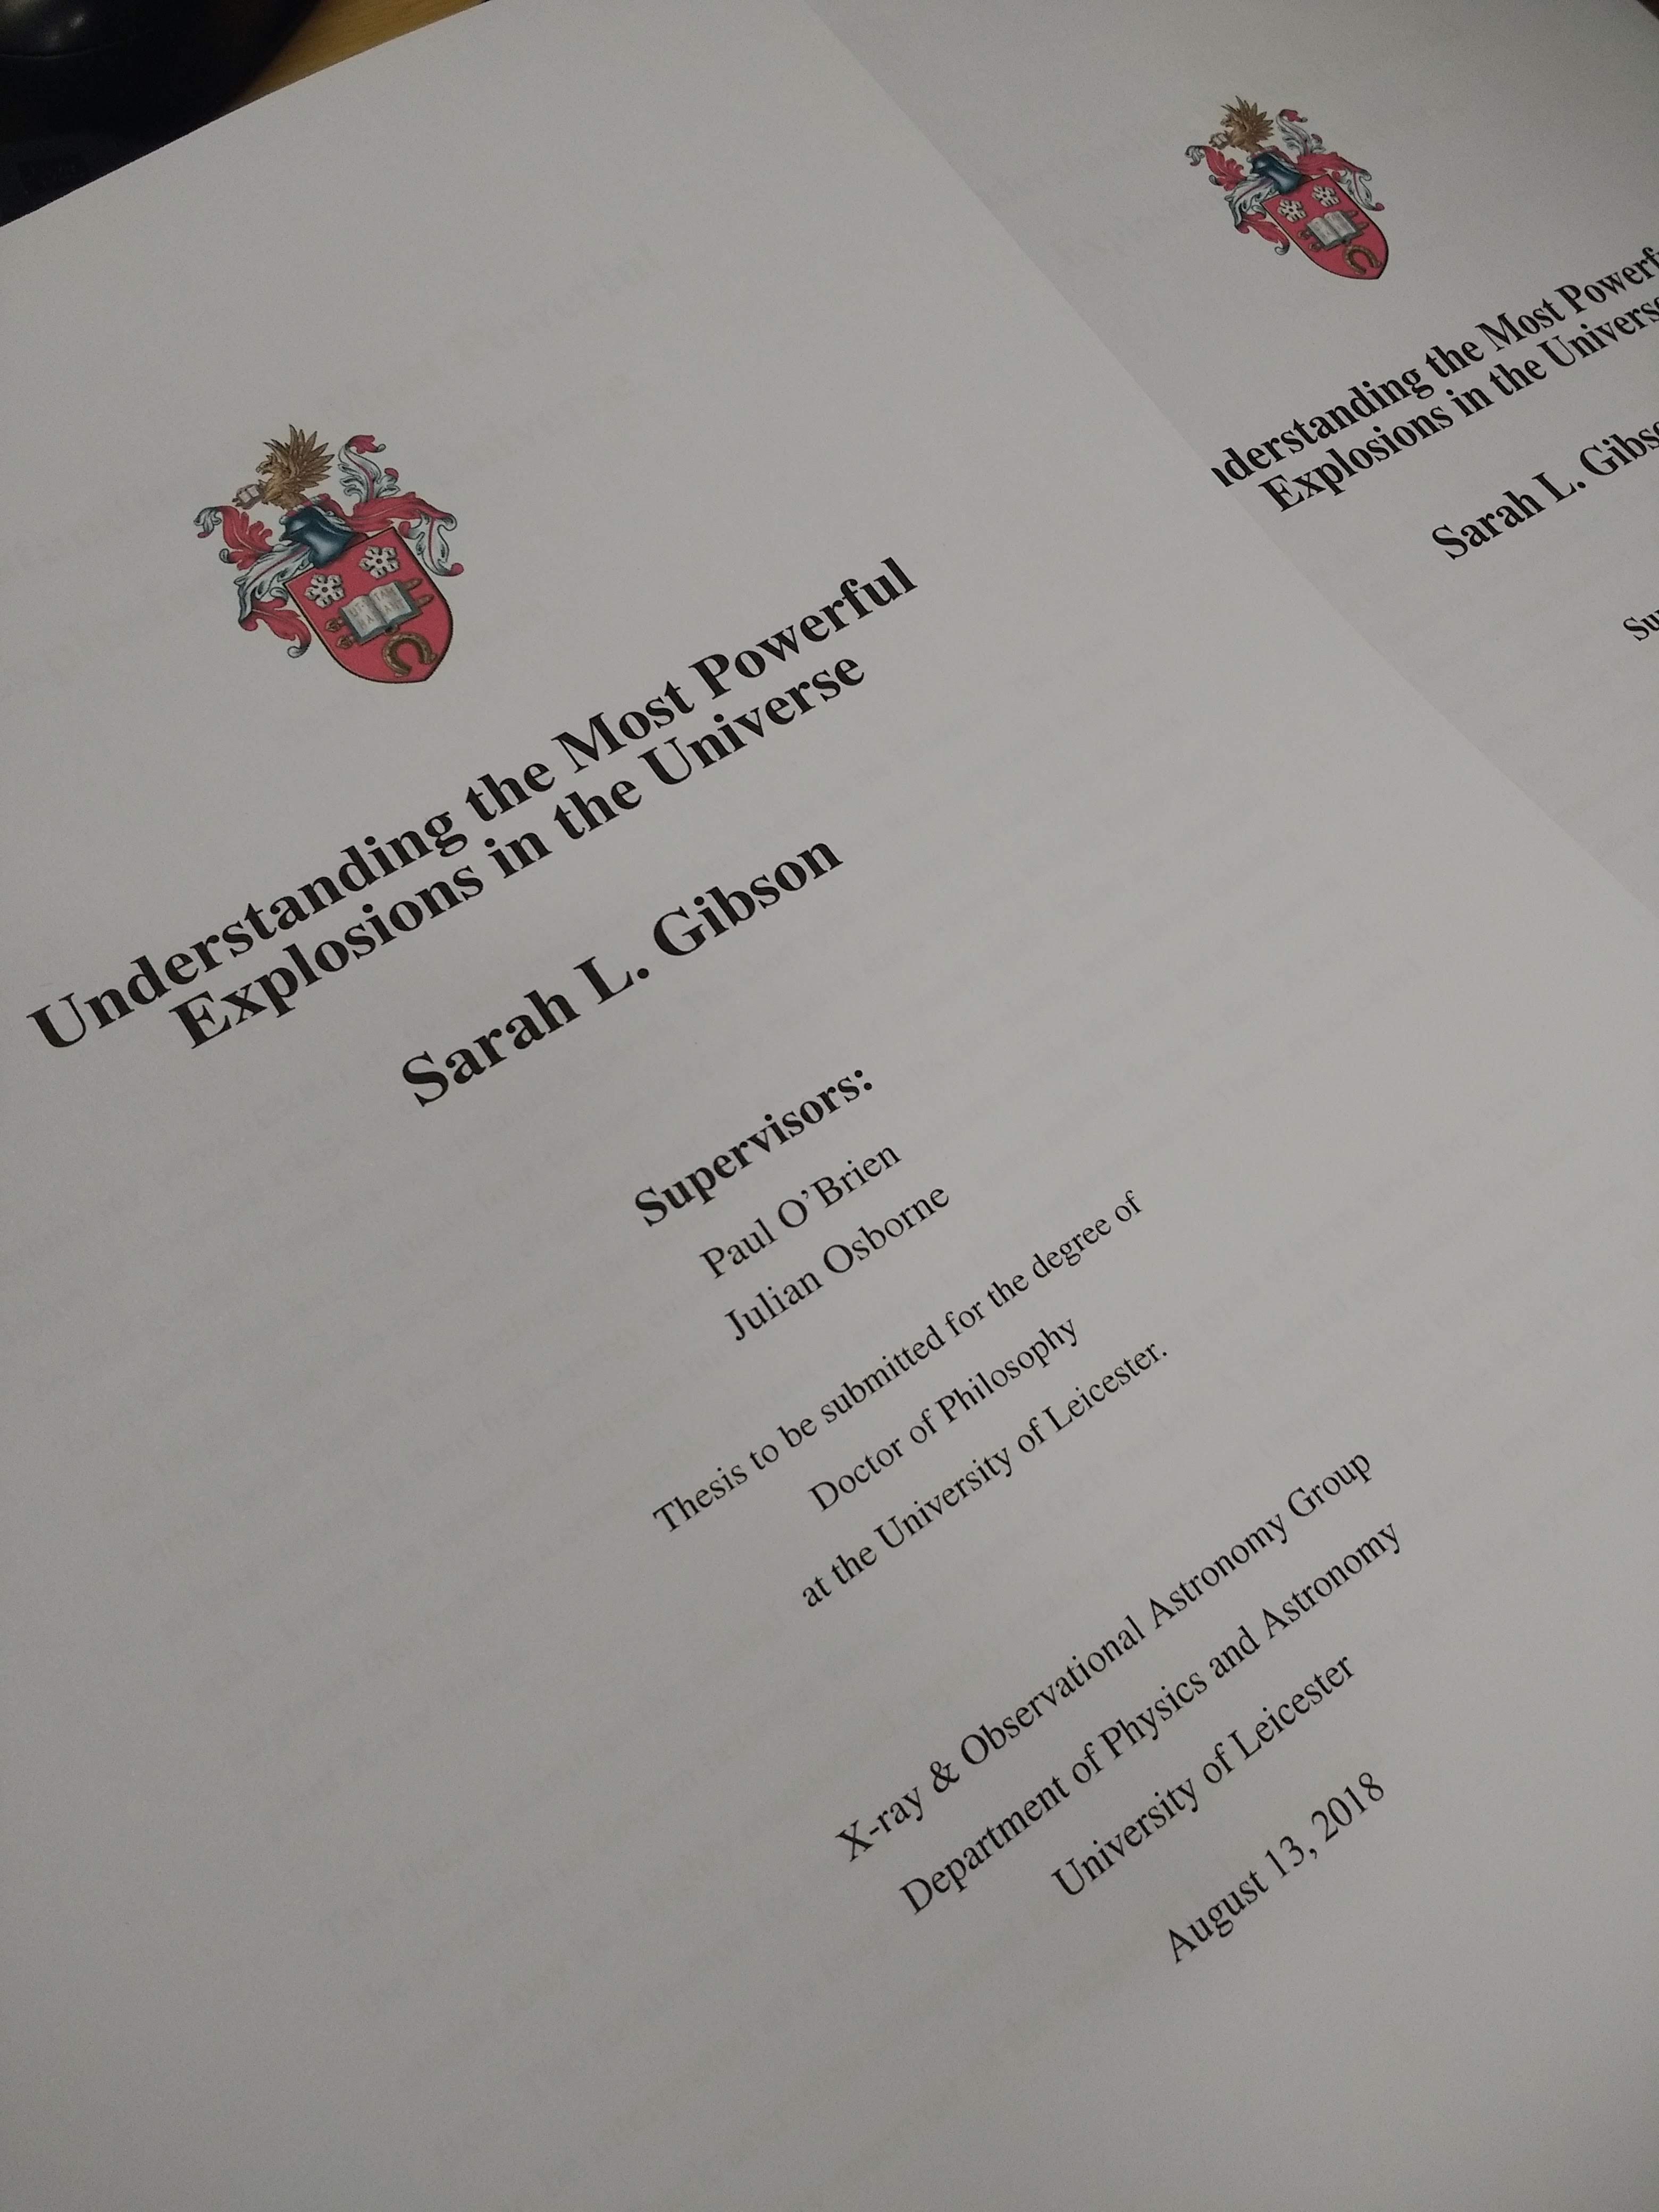 Understanding the Most Powerful
Explosions in the Universe
Sarah L. Gibson
Supervisors:
Paul O'Brien
Julian Osborne
Thesis to be submitted for the degree of
Doctor of Philosophy
at the University of Leicester.
X-ray & Observational Astronomy Group
Department of Physics and Astronomy
University of Leicester
August 13, 2018
nderstanding the Most Powerf
Explosions in the Univers
Sarah L. Gibs
Su